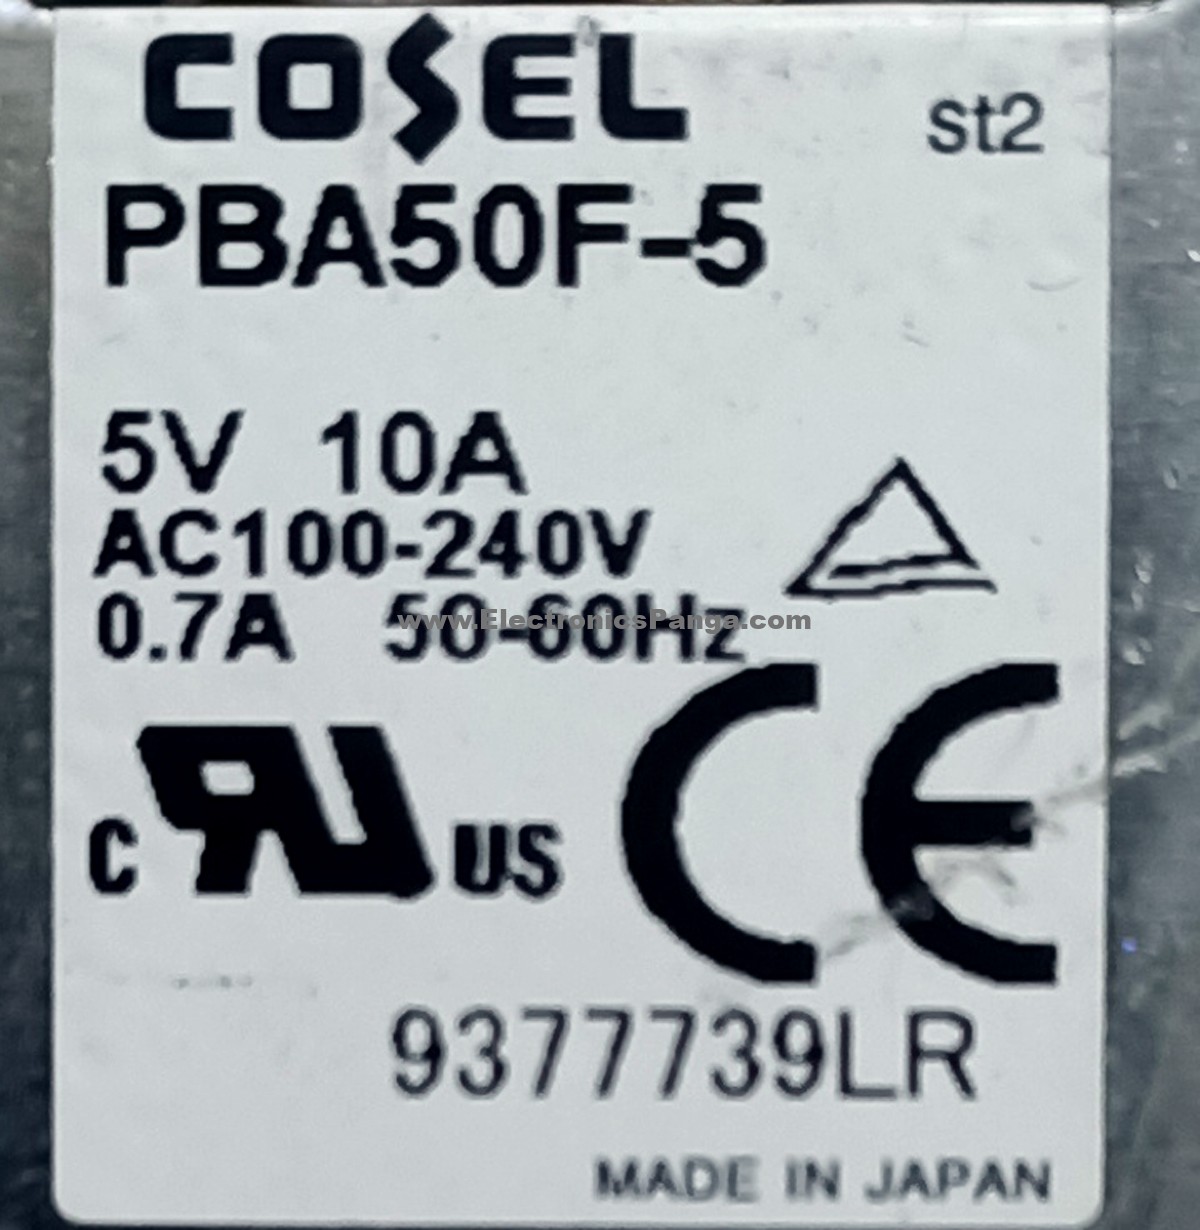 COSEL
st2
PBA50F-5
5V 10A
AC100-240V
0.7A 50-60Hz
www.ElectronicsPanga.com
C RU US CE
9377739LR
MADE IN JAPAN